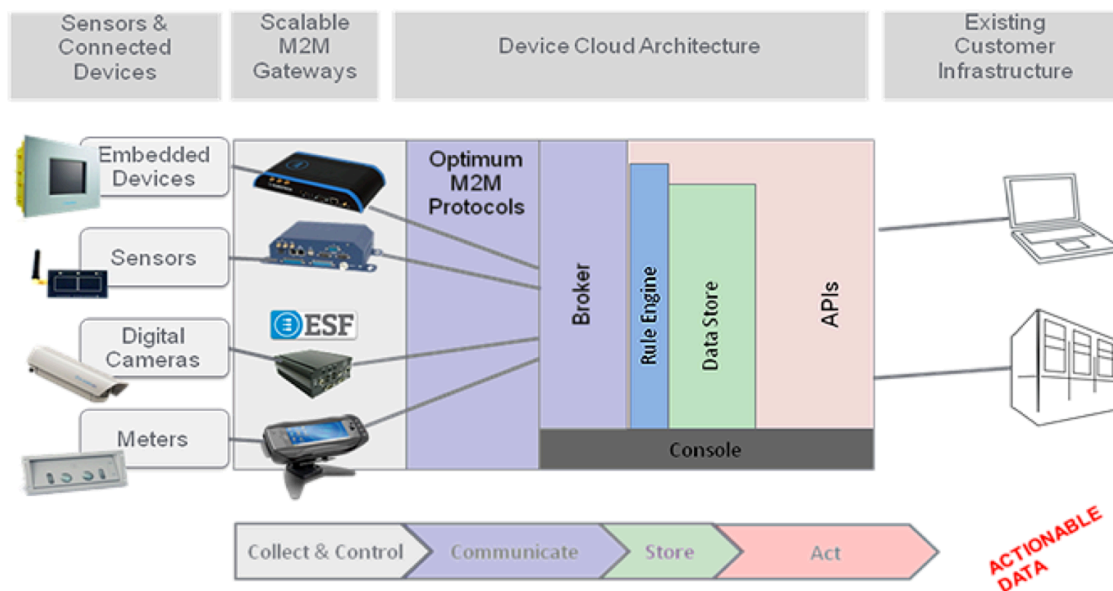 Sensors &
Connected
Devices
Scalable
M2M
Gateways
Device Cloud Architecture
Existing
Customer
Infrastructure
Embedded
Devices
Sensors
Digital
Cameras
Meters
ESF
Optimum
M2M
Protocols
Broker
Rule Engine
Data Store
APIs
Console
Collect & Control
Communicate
Store
Act
ACTIONABLE
DATA